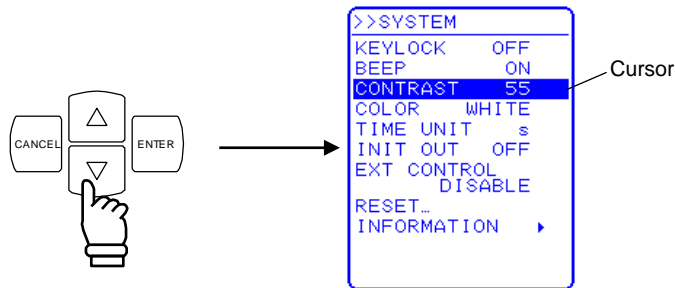 CANCEL
ENTER
>>SYSTEM
KEYLOCK OFF
BEEP ON
CONTRAST 55
COLOR WHITE
TIME UNIT s
INIT OUT OFF
EXT CONTROL
DISABLE
RESET…
INFORMATION
Cursor